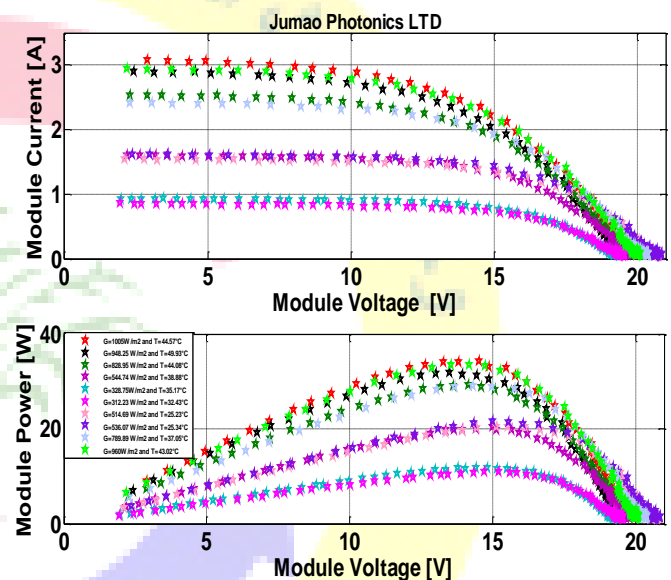 Jumao Photonics LTD
Module Current [A]
3
2
1
0
0 5 10 15 20
Module Voltage [V]
Module Power [W]
40
20
0
G=1005W /m2 and T=44.57°C
G=948.25 W/m2 and T=49.93°C
G=828.95 W/m2 and T=44.08°C
G=544.74 W/m2 and T=38.88°C
G=328.75W/m2 and T=35.17°C
G=312.23 W/m2 and T=32.43°C
G=514.69 W/m2 and T=25.23°C
G=536.07 W/m2 and T=25.34°C
G=789.89 W/m2 and T=37.05°C
G=960W /m2 and T=43.02°C
0 5 10 15 20
Module Voltage [V]